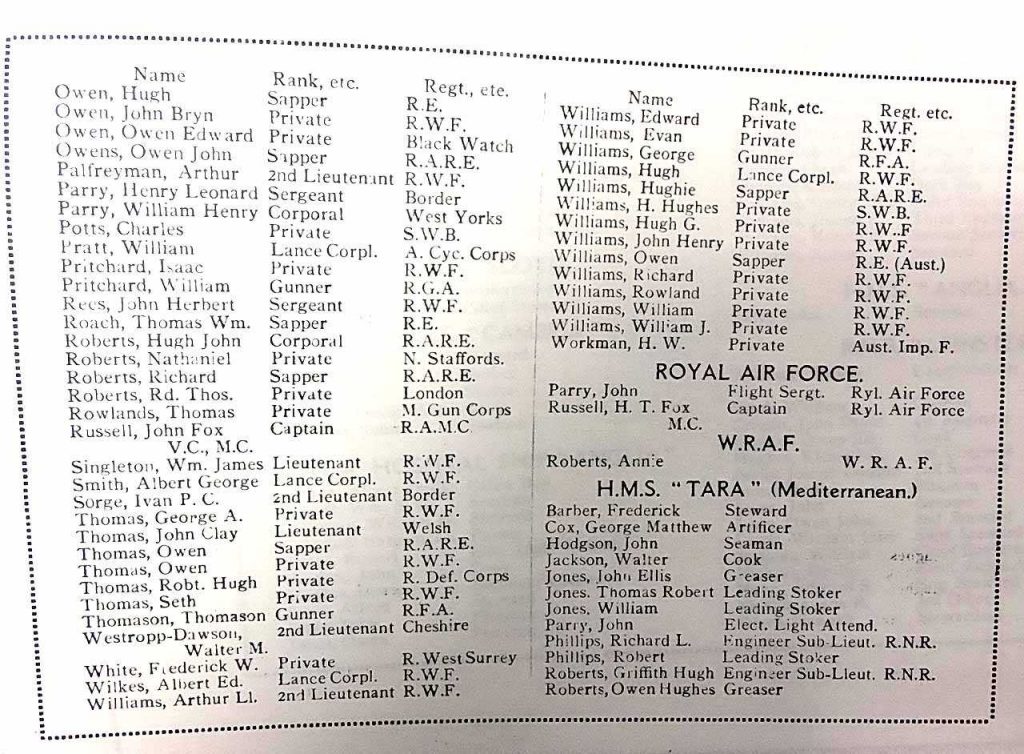 Name Rank, etc. Regt., etc.
Owen, Hugh Sapper R.E.
Owen, John Bryn Private R.W.F.
Owen, Owen Edward Private Black Watch
Owens, Owen John Sapper R.A.R.E.
Palfreyman, Arthur 2nd Lieutenant R.W.F.
Parry, Henry Leonard Sergeant Border
Parry, William Henry Corporal West Yorks
Potts, Charles Private S.W.B.
Pratt, William Lance Corpl. A. Cyc. Corps
Pritchard, Isaac Private R.W.F.
Pritchard, William Gunner R.G.A.
Rees, John Herbert Sergeant R.W.F.
Roach, Thomas Wm. Sapper R.E.
Roberts, Hugh John Corporal R.A.R.E.
Roberts, Nathaniel Private N. Staffords.
Roberts, Richard Sapper R.A.R.E.
Roberts, Rd. Thos. Private London
Rowlands, Thomas Private M. Gun Corps
Russell, John Fox Captain R.A.M.C.
V.C., M.C.
Singleton, Wm. James Lieutenant R.W.F.
Smith, Albert George Lance Corpl. R.W.F.
Sorge, Ivan P. C. 2nd Lieutenant Border
Thomas, George A. Private R.W.F.
Thomas, John Clay Lieutenant Welsh
Thomas, Owen Sapper R.A.R.E.
Thomas, Owen Private R.W.F.
Thomas, Robt. Hugh Private R. Def. Corps
Thomas, Seth Private R.W.F.
Thomason, Thomason Gunner R.F.A.
Westropp-Dawson, 2nd Lieutenant Cheshire
Walter M.
White, Frederick W. Private R. West Surrey
Wilkes, Albert Ed. Lance Corpl. R.W.F.
Williams, Arthur Ll. 2nd Lieutenant R.W.F.
Name Rank, etc. Regt. etc.
Williams, Edward Private R.W.F.
Williams, Evan Private R.W.F.
Williams, George Gunner R.F.A.
Williams, Hugh Lance Corpl. R.W.F.
Williams, Hughie Sapper R.A.R.E.
Williams, H. Hughes Private S.W.B.
Williams, Hugh G. Private R.W..F
Williams, John Henry Private R.W.F.
Williams, Owen Sapper R.E. (Aust.)
Williams, Richard Private R.W.F.
Williams, Rowland Private R.W.F.
Williams, William Private R.W.F.
Williams, William J. Private R.W.F.
Workman, H. W. Private Aust. Imp. F.
ROYAL AIR FORCE.
Parry, John Flight Sergt. Ryl. Air Force
Russell, H. T. Fox Captain Ryl. Air Force
M.C.
W.R.A.F.
Roberts, Annie W. R. A. F.
H.M.S. "TARA" (Mediterranean.)
Barber, Frederick Steward
Cox, George Matthew Artificer
Hodgson, John Seaman
Jackson, Walter Cook
Jones, John Ellis Greaser
Jones. Thomas Robert Leading Stoker
Jones, William Leading Stoker
Parry, John Elect. Light Attend.
Phillips, Richard L. Engineer Sub-Lieut. R.N.R.
Phillips, Robert Leading Stoker
Roberts, Griffith Hugh Engineer Sub-Lieut. R.N.R.
Roberts, Owen Hughes Greaser